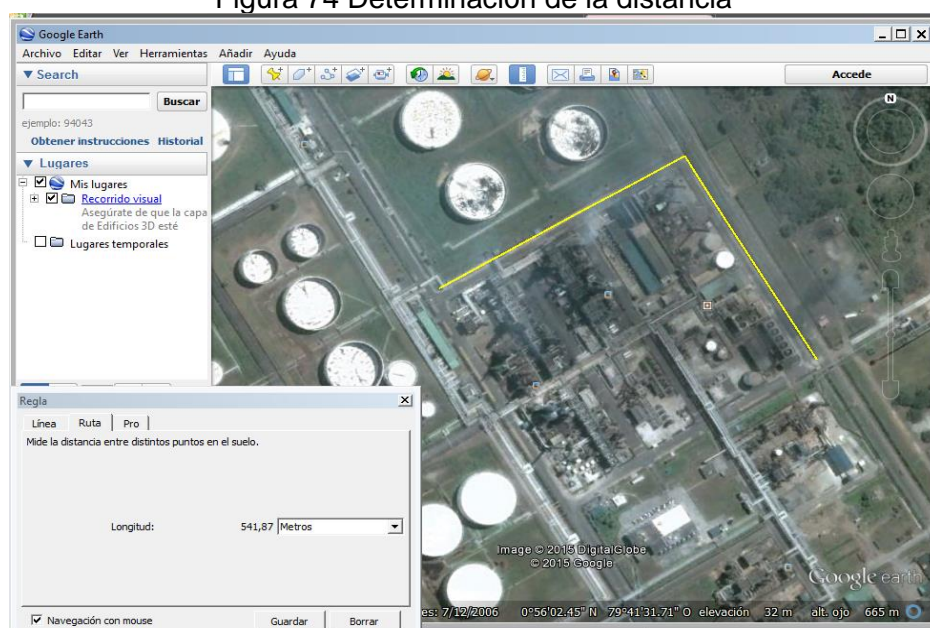 Figura 74 Determinación de la distancia
Google Earth
Archivo Editar Ver Herramientas Añadir Ayuda
Search
Accede
Buscar
ejemplo: 94043
Obtener instrucciones Historial
Lugares
Mis lugares
Recorrido visual
Asegúrate de que la capa
de Edificios 3D esté
Lugares temporales
N
Regla
Línea Ruta Pro
Mide la distancia entre distintos puntos en el suelo.
Longitud: 541,87 Metros
Navegación con mouse Guardar Borrar
Image © 2015 DigitalGlobe
© 2015 Google
Google earth
es: 7/12/2006 0°56'02.45" N 79°41'31.71" O elevación 32 m alt. ojo 665 m